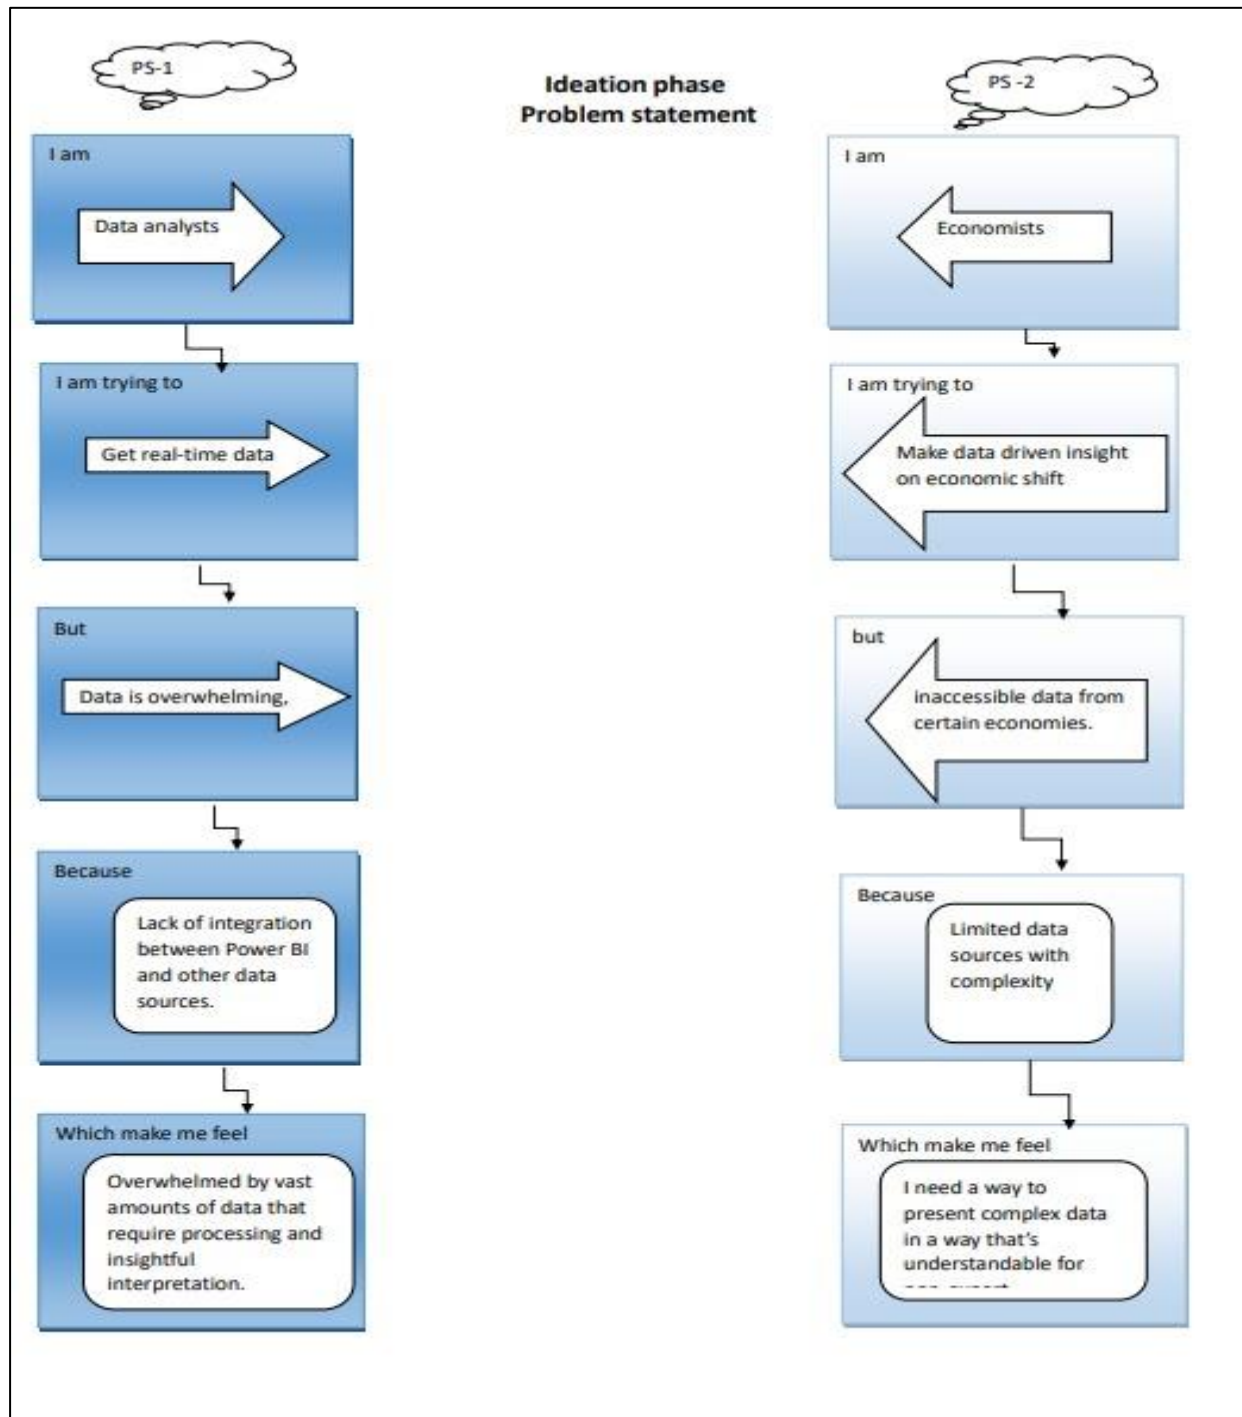 PS-1
Ideation phase
Problem statement
PS -2
I am
Data analysts
I am trying to
Get real-time data
But
Data is overwhelming,
Because
Lack of integration
between Power BI
and other data
sources.
Which make me feel
Overwhelmed by vast
amounts of data that
require processing and
insightful
interpretation.
I am
Economists
I am trying to
Make data driven insight
on economic shift
but
inaccessible data from
certain economies.
Because
Limited data
sources with
complexity
Which make me feel
I need a way to
present complex data
in a way that’s
understandable for